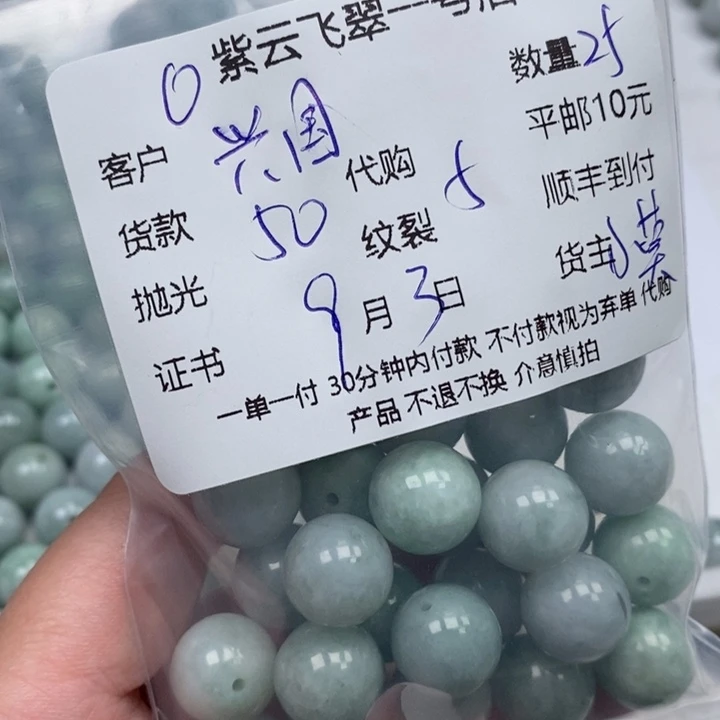 紫云飞翠一号店
0 数量25
客户 兴国 代购 5 平邮10元
货款 50 纹裂 顺丰到付
抛光 9月3日 货主
证书
一单一付 30分钟内付款 不付款视为弃单 代购
产品 不退不换 介意慎拍